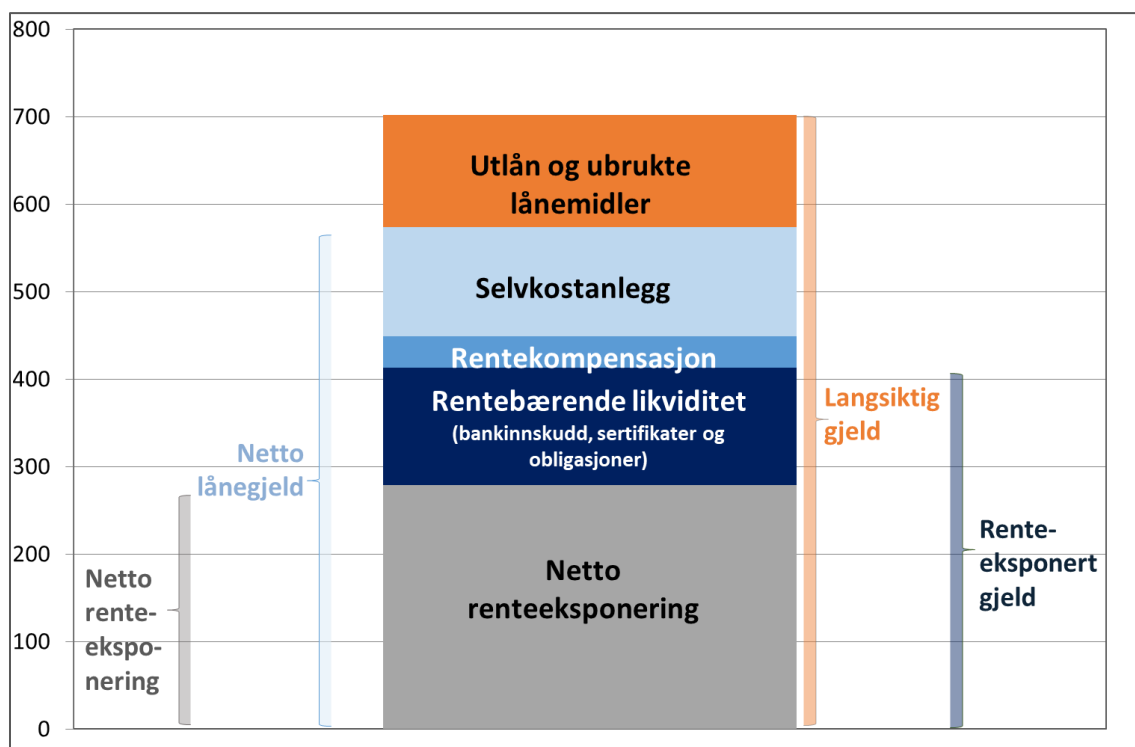 800
700
600
500
400
300
200
100
0
Utlån og ubrukte
lånemidler
Selvkostanlegg
Rentekompensasjon
Rentebærende likviditet
(bankinnskudd, sertifikater og
obligasjoner)
Netto
renteeksponering
Netto
rente-
ekspo-
nering
Netto
lånegjeld
Langsiktig
gjeld
Rente-
eksponert
gjeld